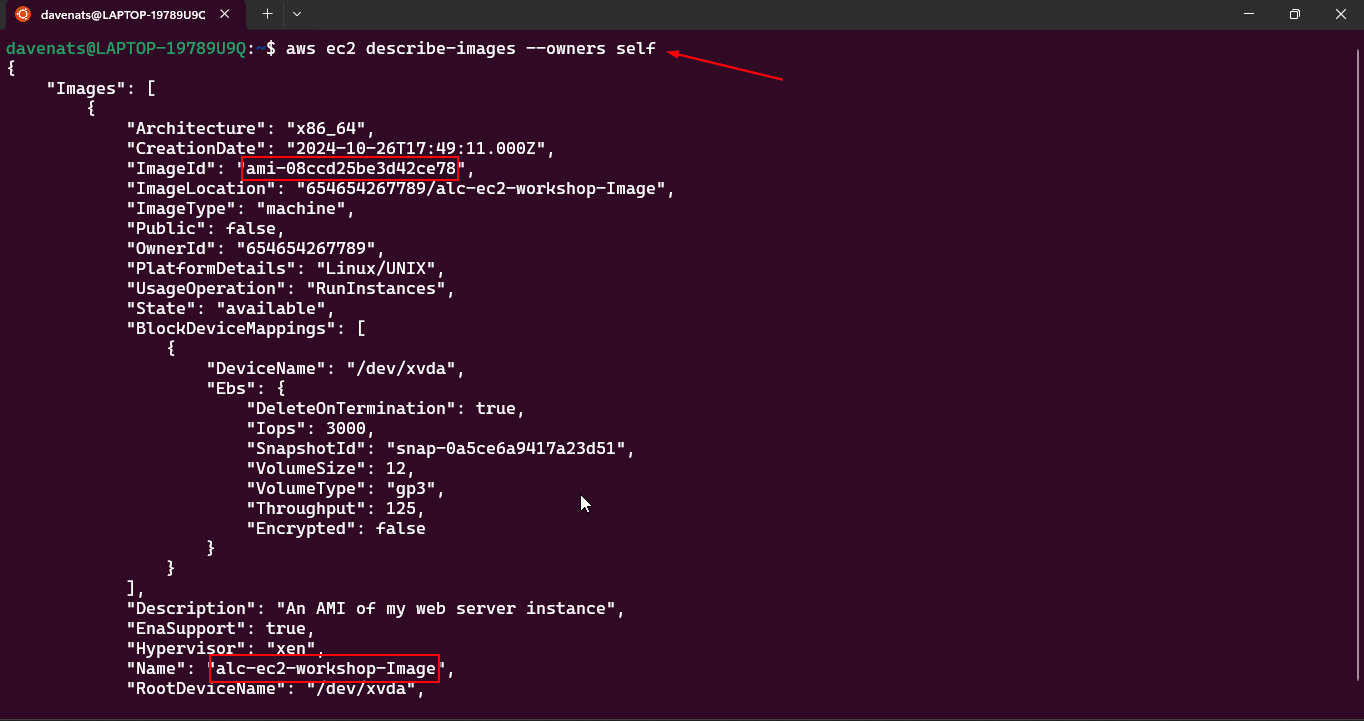 davenats@LAPTOP-19789U9C
davenats@LAPTOP-19789U9Q:~$ aws ec2 describe-images --owners self
{
    "Images": [
        {
            "Architecture": "x86_64",
            "CreationDate": "2024-10-26T17:49:11.000Z",
            "ImageId": "ami-08ccd25be3d42ce78",
            "ImageLocation": "654654267789/alc-ec2-workshop-Image",
            "ImageType": "machine",
            "Public": false,
            "OwnerId": "654654267789",
            "PlatformDetails": "Linux/UNIX",
            "UsageOperation": "RunInstances",
            "State": "available",
            "BlockDeviceMappings": [
                {
                    "DeviceName": "/dev/xvda",
                    "Ebs": {
                        "DeleteOnTermination": true,
                        "Iops": 3000,
                        "SnapshotId": "snap-0a5ce6a9417a23d51",
                        "VolumeSize": 12,
                        "VolumeType": "gp3",
                        "Throughput": 125,
                        "Encrypted": false
                    }
                }
            ],
            "Description": "An AMI of my web server instance",
            "EnaSupport": true,
            "Hypervisor": "xen",
            "Name": "alc-ec2-workshop-Image",
            "RootDeviceName": "/dev/xvda",